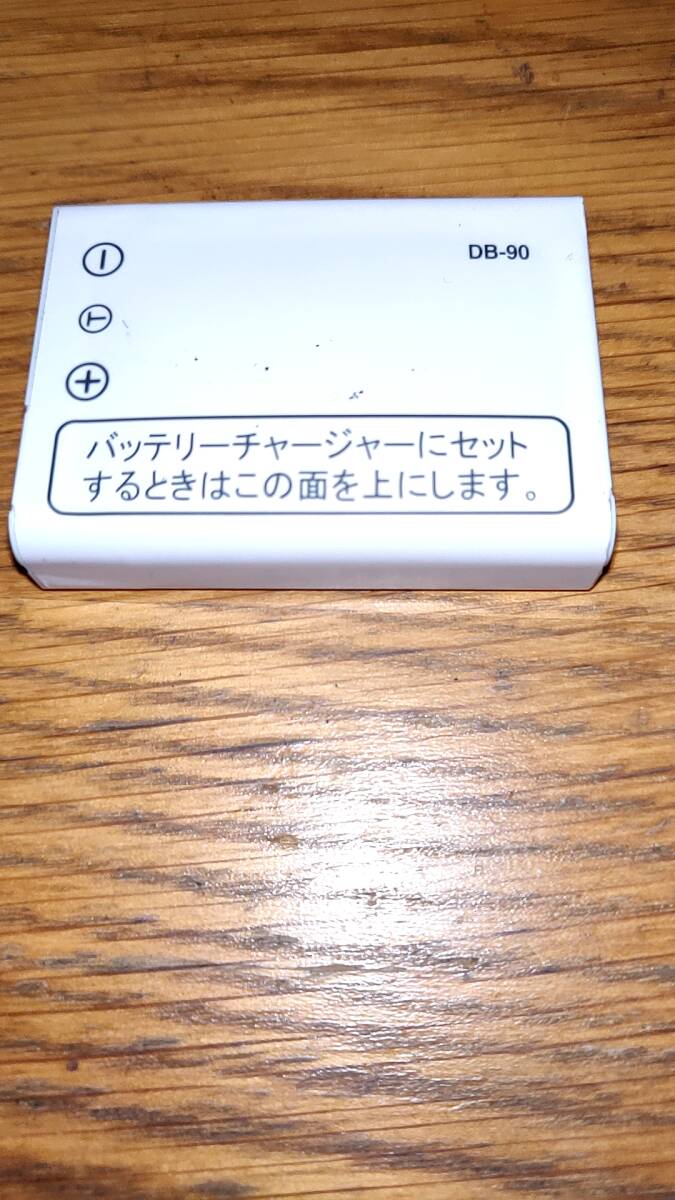 DB-90
－
T
＋
バッテリーチャージャーにセット
するときはこの面を上にします。